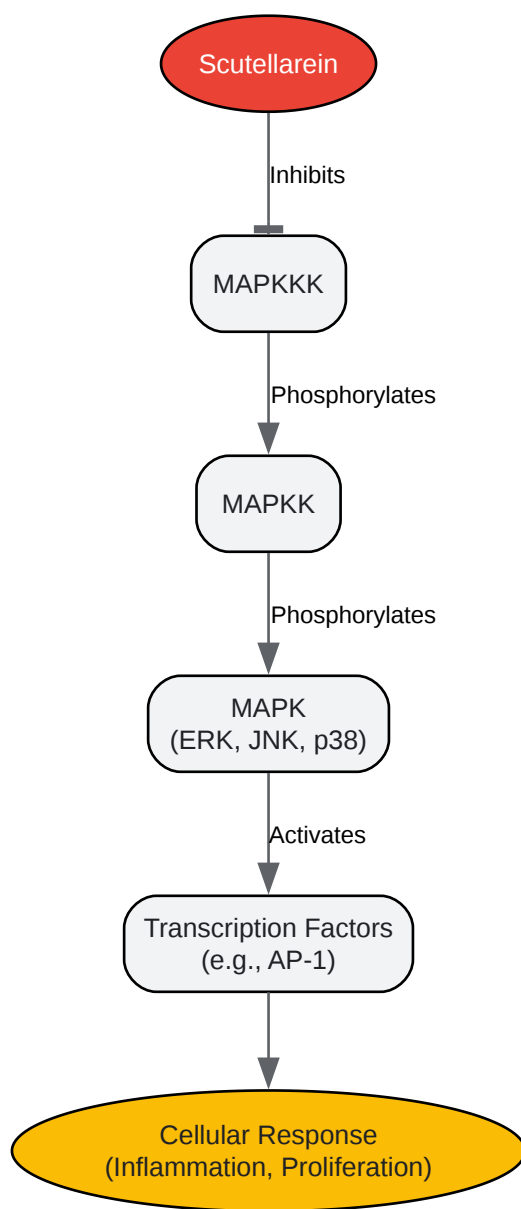 Scutellarein
Inhibits
MAPKKK
Phosphorylates
MAPKK
Phosphorylates
MAPK
(ERK, JNK, p38)
Activates
Transcription Factors
(e.g., AP-1)
Cellular Response
(Inflammation, Proliferation)